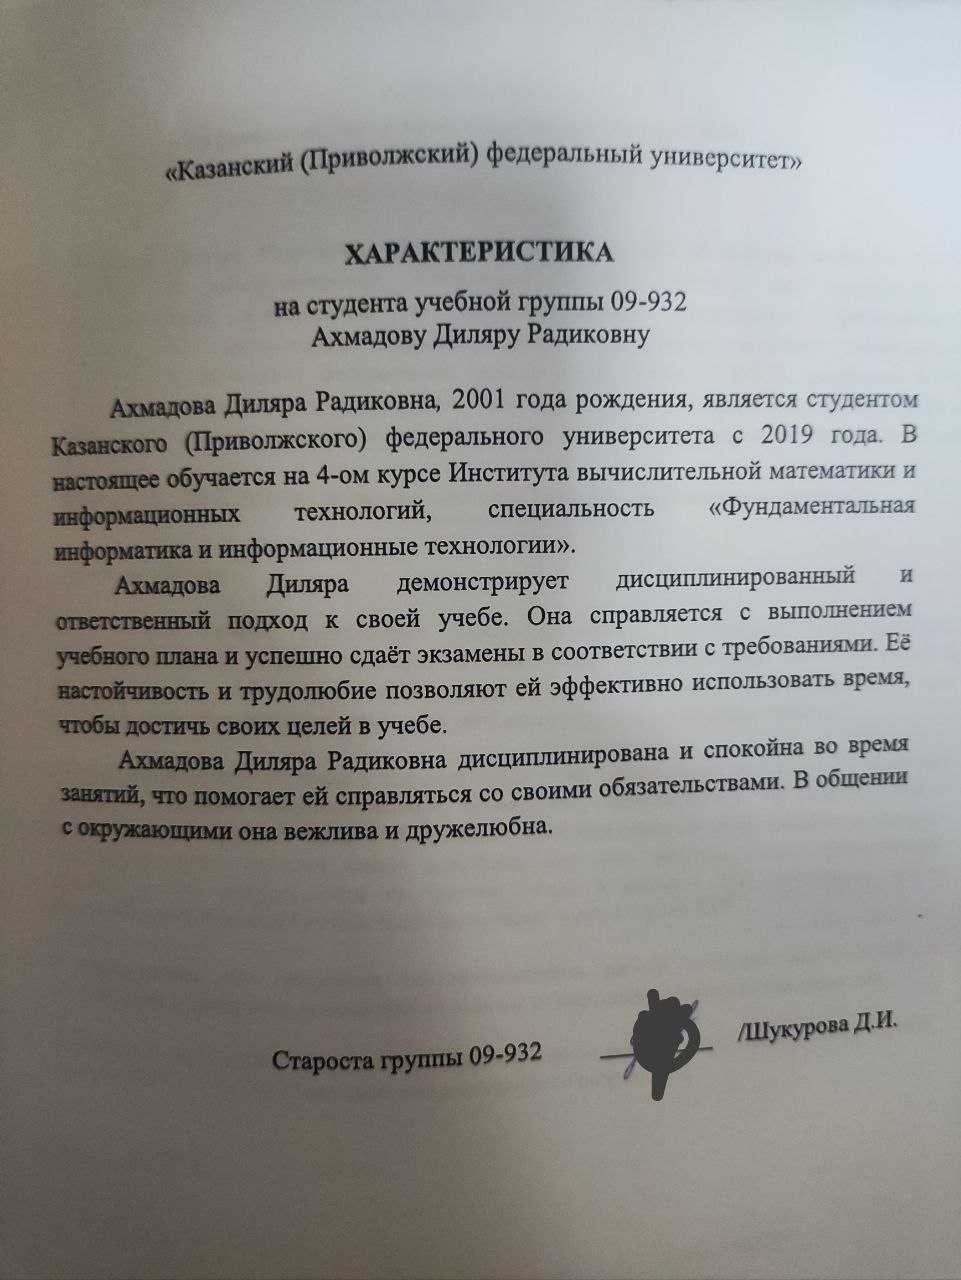 «Казанский (Приволжский) федеральный университет»
ХАРАКТЕРИСТИКА
на студента учебной группы 09-932
Ахмадову Диляру Радиковну
Ахмадова Диляра Радиковна, 2001 года рождения, является студентом
Казанского (Приволжского) федерального университета с 2019 года. В
настоящее обучается на 4-ом курсе Института вычислительной математики и
информационных технологий, специальность «Фундаментальная
информатика и информационные технологии».
Ахмадова Диляра демонстрирует дисциплинированный и
ответственный подход к своей учебе. Она справляется с выполнением
учебного плана и успешно сдаёт экзамены в соответствии с требованиями. Её
настойчивость и трудолюбие позволяют ей эффективно использовать время,
чтобы достичь своих целей в учебе.
Ахмадова Диляра Радиковна дисциплинирована и спокойна во время
занятий, что помогает ей справляться со своими обязательствами. В общении
с окружающими она вежлива и дружелюбна.
Староста группы 09-932 /Шукурова Д.И.